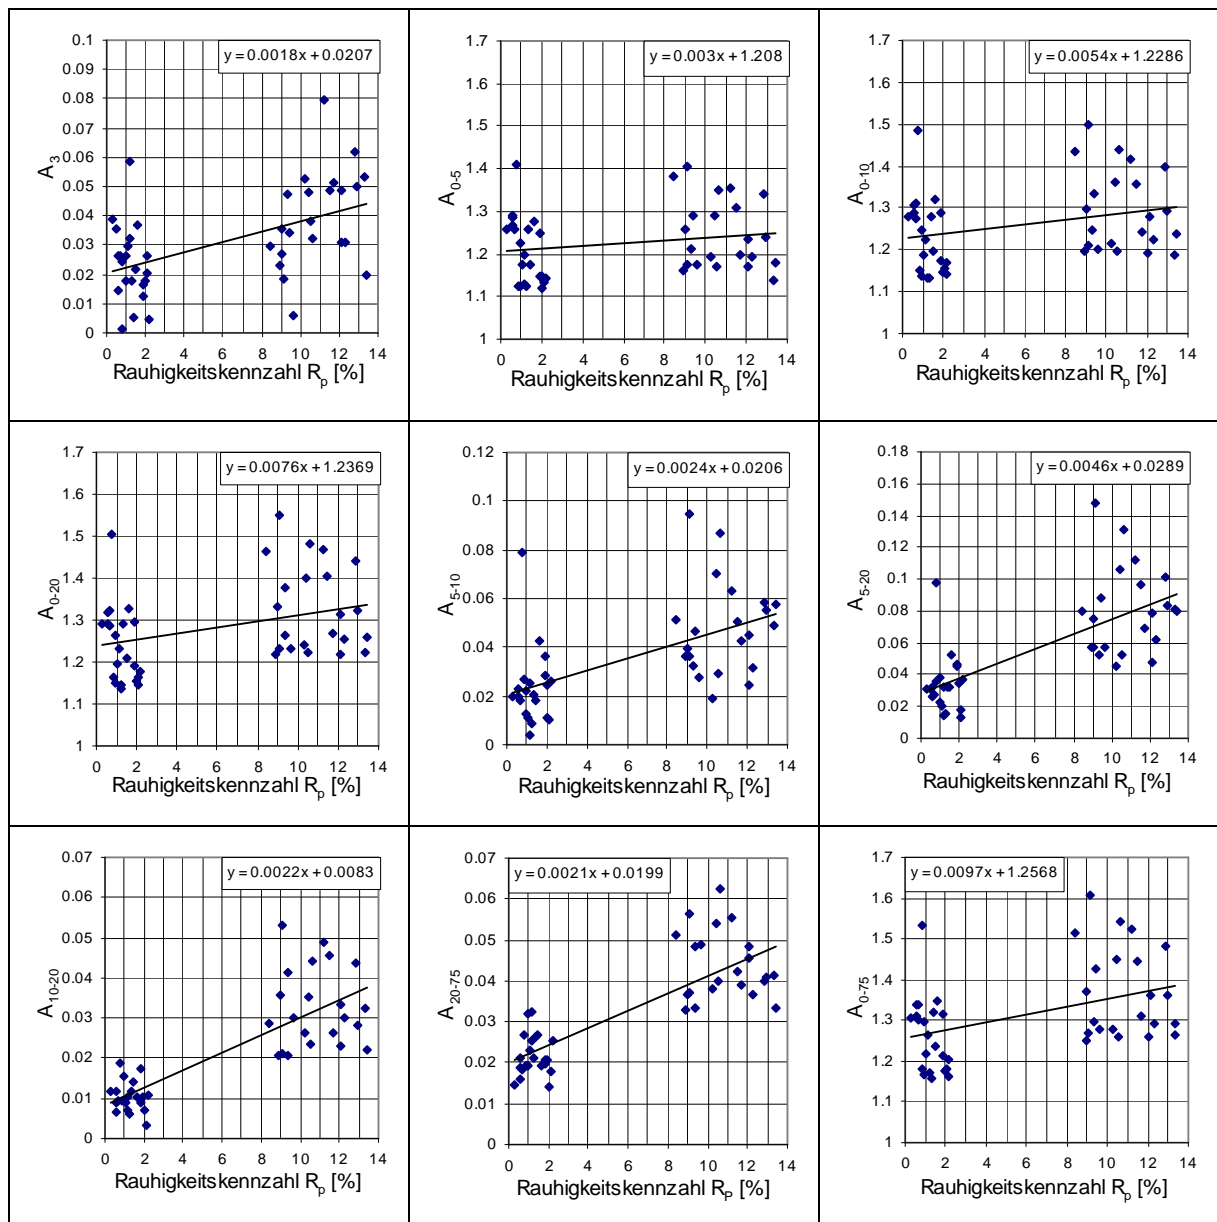 y = 0.0018x + 0.0207
0.1
0.09
0.08
0.07
0.06
0.05
0.04
0.03
0.02
0.01
0
A3
0 2 4 6 8 10 12 14
Rauhigkeitskennzahl Rp [%]
y = 0.003x + 1.208
1.7
1.6
1.5
1.4
1.3
1.2
1.1
1
A0-5
0 2 4 6 8 10 12 14
Rauhigkeitskennzahl Rp [%]
y = 0.0054x + 1.2286
1.7
1.6
1.5
1.4
1.3
1.2
1.1
1
A0-10
0 2 4 6 8 10 12 14
Rauhigkeitskennzahl Rp [%]
y = 0.0076x + 1.2369
1.7
1.6
1.5
1.4
1.3
1.2
1.1
1
A0-20
0 2 4 6 8 10 12 14
Rauhigkeitskennzahl Rp [%]
y = 0.0024x + 0.0206
0.12
0.1
0.08
0.06
0.04
0.02
0
A5-10
0 2 4 6 8 10 12 14
Rauhigkeitskennzahl Rp [%]
y = 0.0046x + 0.0289
0.18
0.16
0.14
0.12
0.1
0.08
0.06
0.04
0.02
0
A5-20
0 2 4 6 8 10 12 14
Rauhigkeitskennzahl Rp [%]
y = 0.0022x + 0.0083
0.07
0.06
0.05
0.04
0.03
0.02
0.01
0
A10-20
0 2 4 6 8 10 12 14
Rauhigkeitskennzahl Rp [%]
y = 0.0021x + 0.0199
0.07
0.06
0.05
0.04
0.03
0.02
0.01
0
A20-75
0 2 4 6 8 10 12 14
Rauhigkeitskennzahl RP [%]
y = 0.0097x + 1.2568
1.7
1.6
1.5
1.4
1.3
1.2
1.1
1
A0-75
0 2 4 6 8 10 12 14
Rauhigkeitskennzahl Rp [%]